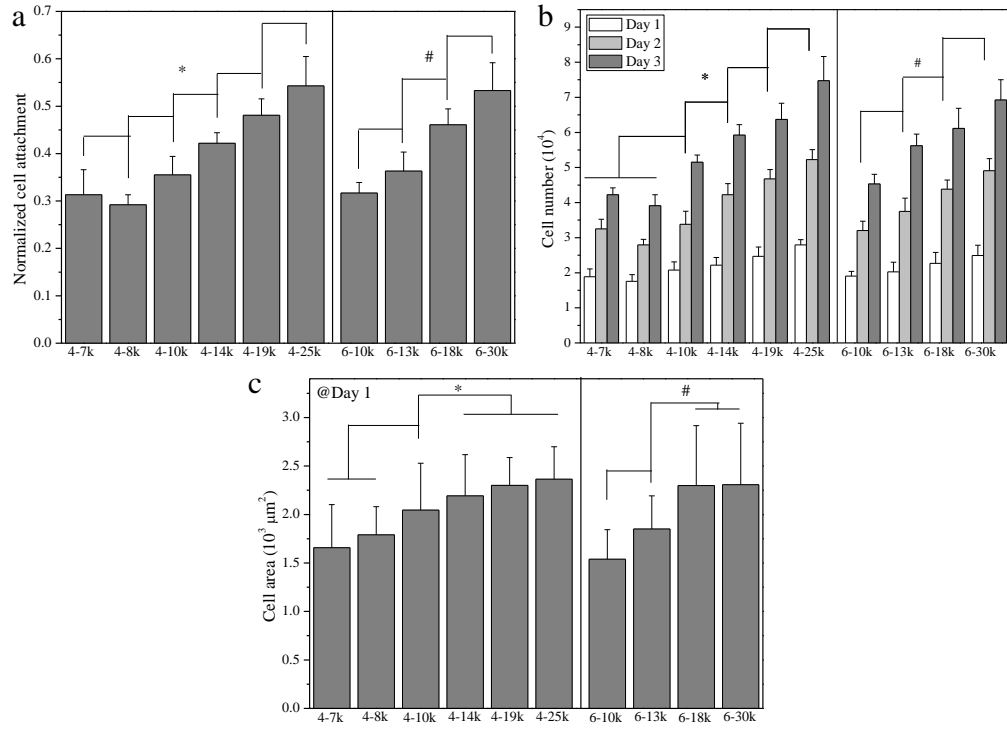 a
0.7
0.6
0.5
0.4
0.3
0.2
0.1
0.0
Normalized cell attachment
*
#
4-7k 4-8k 4-10k 4-14k 4-19k 4-25k 6-10k 6-13k 6-18k 6-30k
b
9
8
7
6
5
4
3
2
1
0
Cell number (10⁴)
Day 1
Day 2
Day 3
*
#
4-7k 4-8k 4-10k 4-14k 4-19k 4-25k 6-10k 6-13k 6-18k 6-30k
c
@Day 1
3.0
2.5
2.0
1.5
1.0
0.5
0.0
Cell area (10³ μm²)
*
#
4-7k 4-8k 4-10k 4-14k 4-19k 4-25k 6-10k 6-13k 6-18k 6-30k